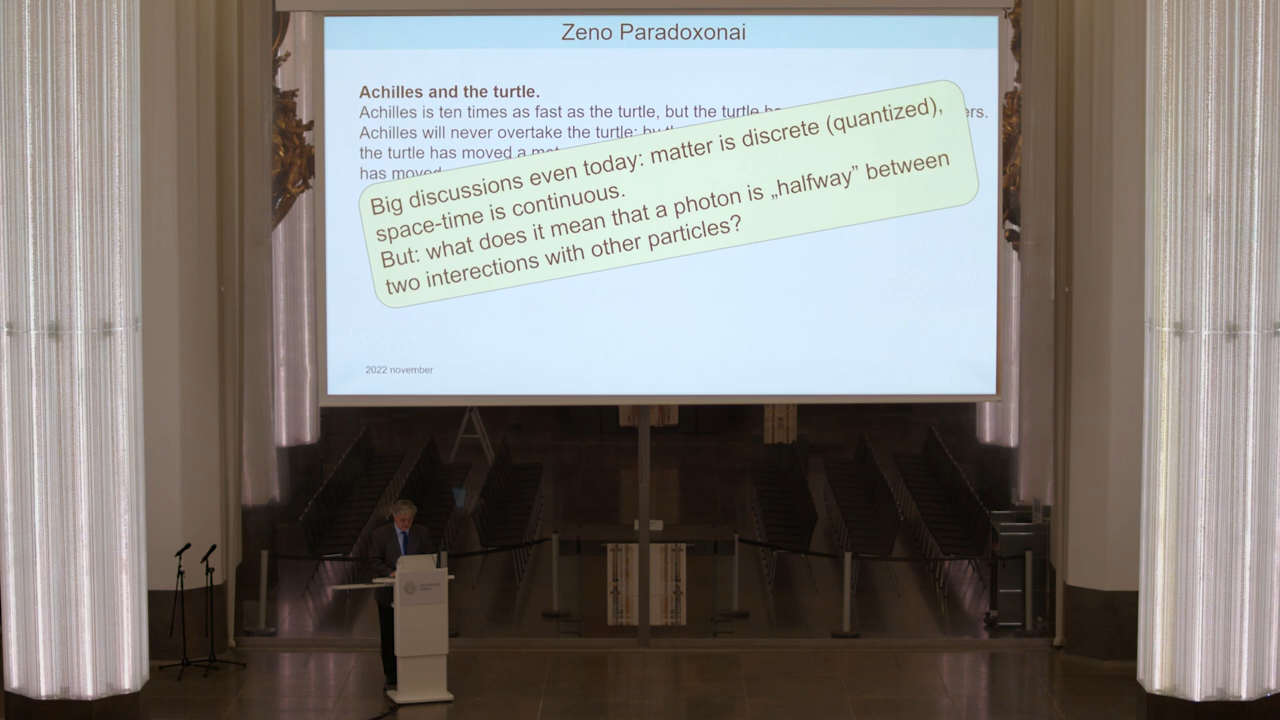 Zeno Paradoxonai
Achilles and the turtle.
Achilles is ten times as fast as the turtle, but the turtle
Achilles will never overtake the turtle:
the turtle has moved a
has moved
Big discussions even today: matter is discrete (quantized),
space-time is continuous.
But: what does it mean that a photon is „halfway” between
two interections with other particles?
2022 november